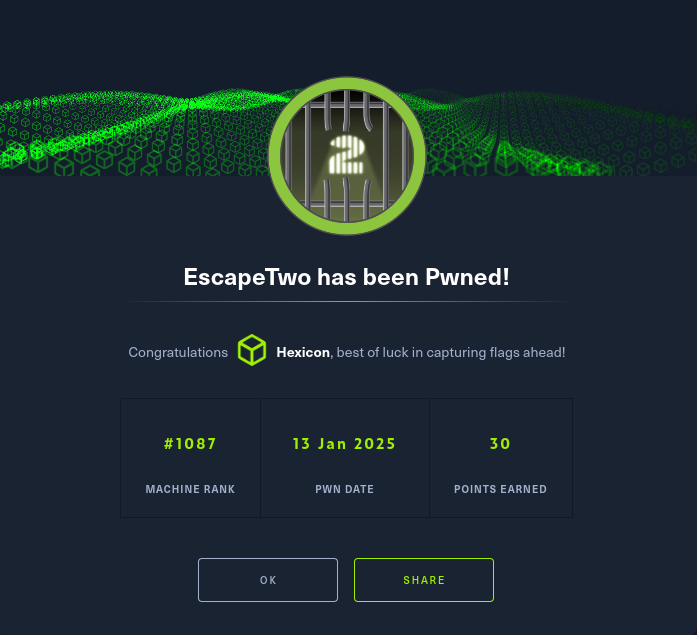 2
EscapeTwo has been Pwned!
Congratulations Hexicon, best of luck in capturing flags ahead!
#1087 13 Jan 2025 30
MACHINE RANK PWN DATE POINTS EARNED
OK SHARE